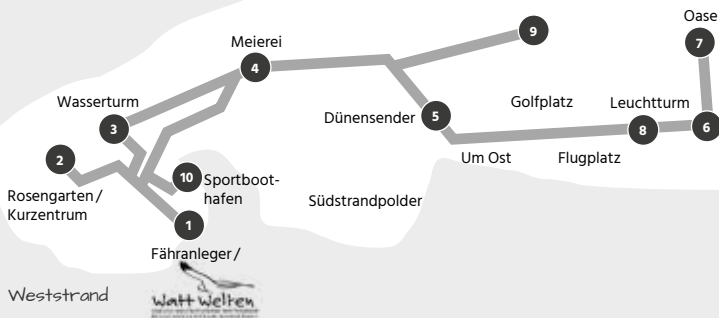 Oase
7
9
Meierei
4
Wasserturm
3
Golfplatz
Leuchtturm
Dünensender
5
8
6
2
Um Ost
Flugplatz
10
Sportboot-
hafen
Rosengarten /
Kurzentrum
Südstrandpolder
1
Fähranleger /
Weststrand
Watt Welten